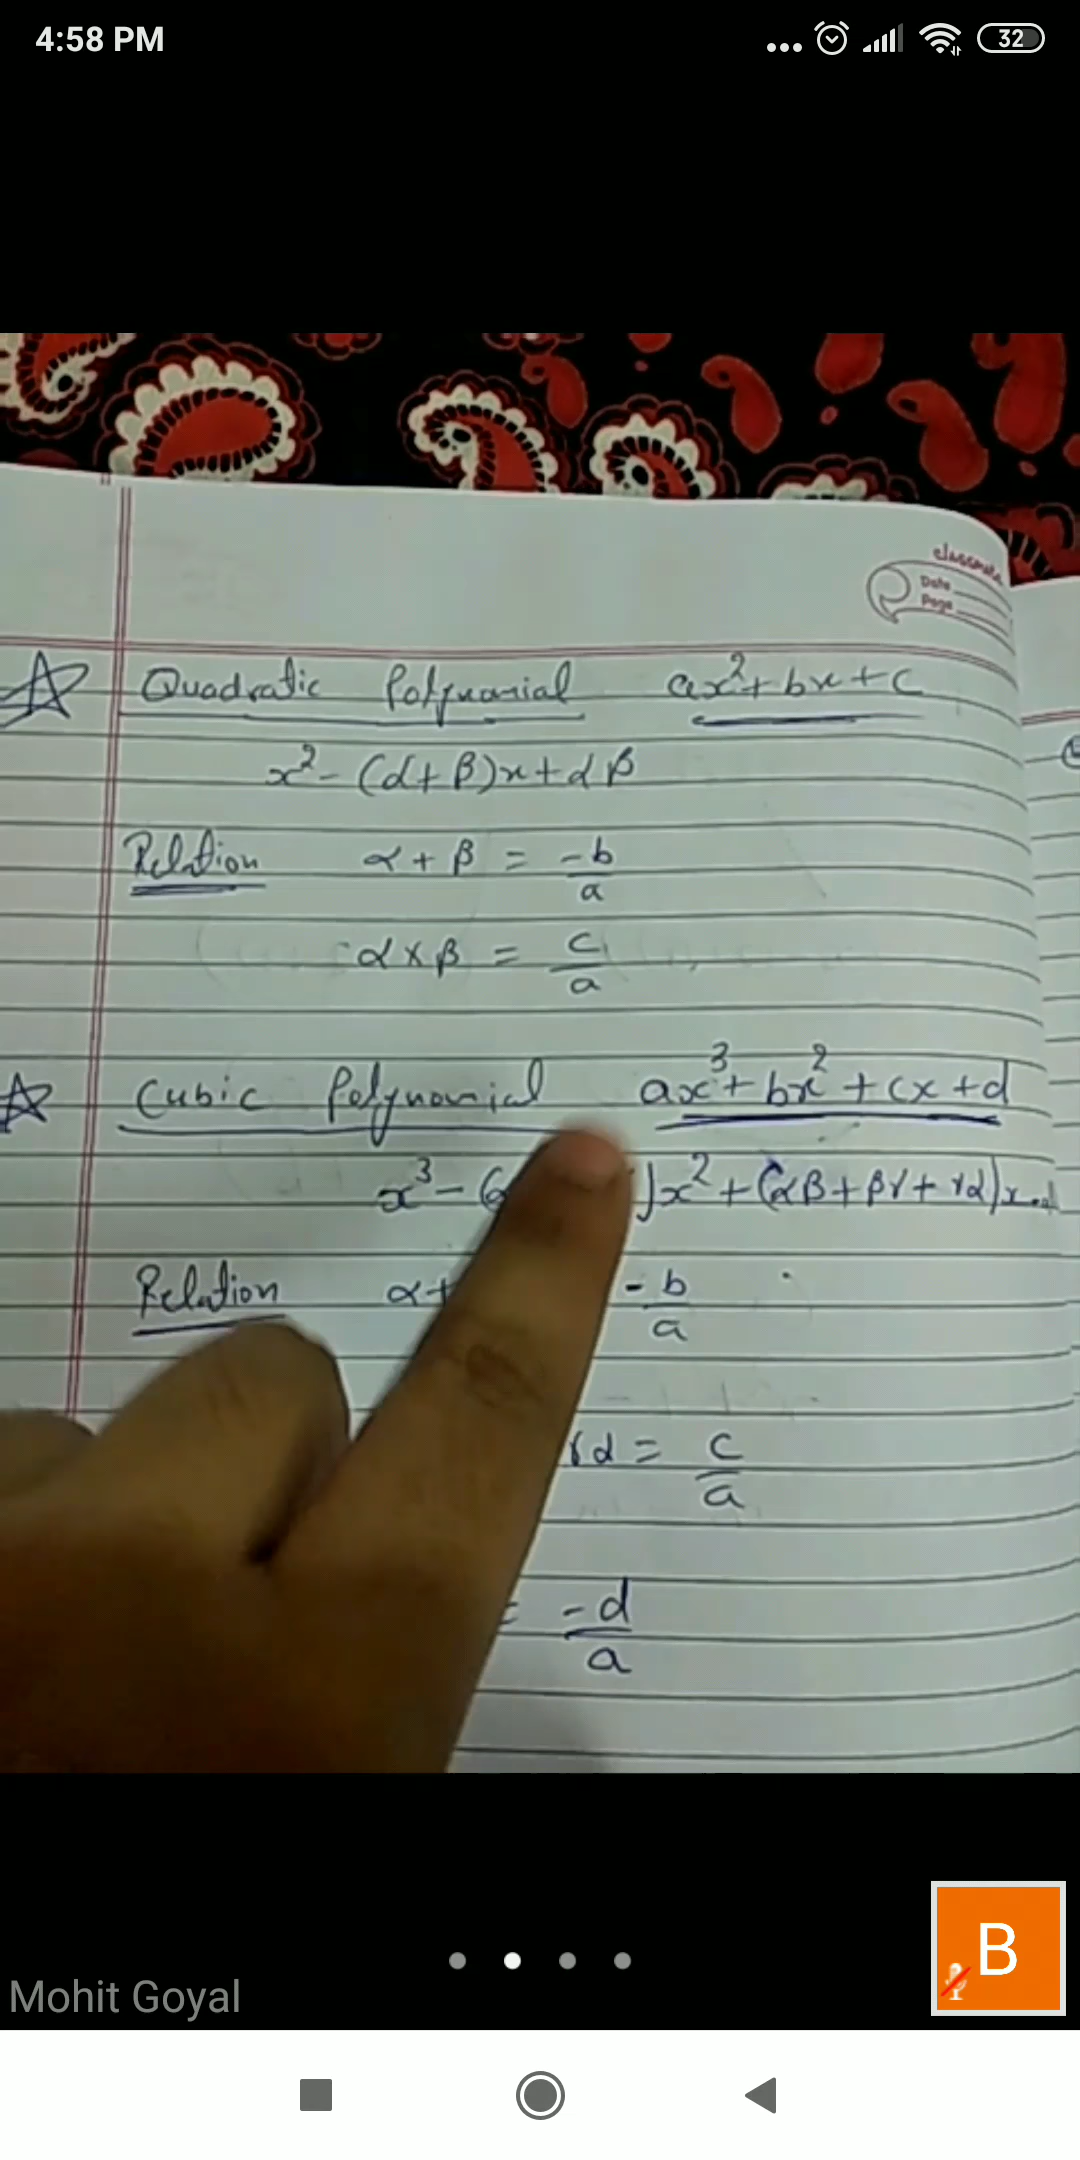 4:58 PM
32
classmate
Date
Page
Quadratic Polynomial ax²+bx+c
x²-(α+β)x+αβ
Relation α+β = -b/a
α×β = c/a
Cubic Polynomial ax³+bx²+cx+d
x³-( )x²+(αβ+βγ+γα)x
Relation α+ -b/a
γα = c/a
= -d/a
B
Mohit Goyal